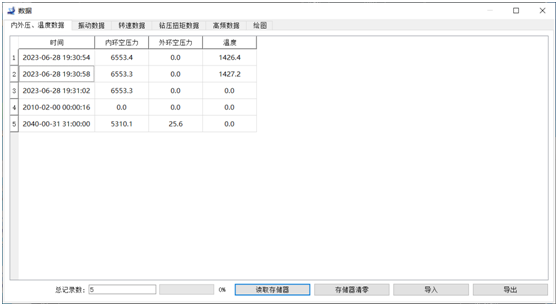 数据
内外压、温度数据 振动数据 转速数据 钻压扭矩数据 高频数据 绘图
时间 内环空压力 外环空压力 温度
1 2023-06-28 19:30:54 6553.4 0.0 1426.4
2 2023-06-28 19:30:58 6553.3 0.0 1427.2
3 2023-06-28 19:31:02 6553.3 0.0 0.0
4 2010-02-00 00:00:16 0.0 0.0 0.0
5 2040-00-31 31:00:00 5310.1 25.6 0.0
总记录数: 5 0% 读取存储器 存储器清零 导入 导出